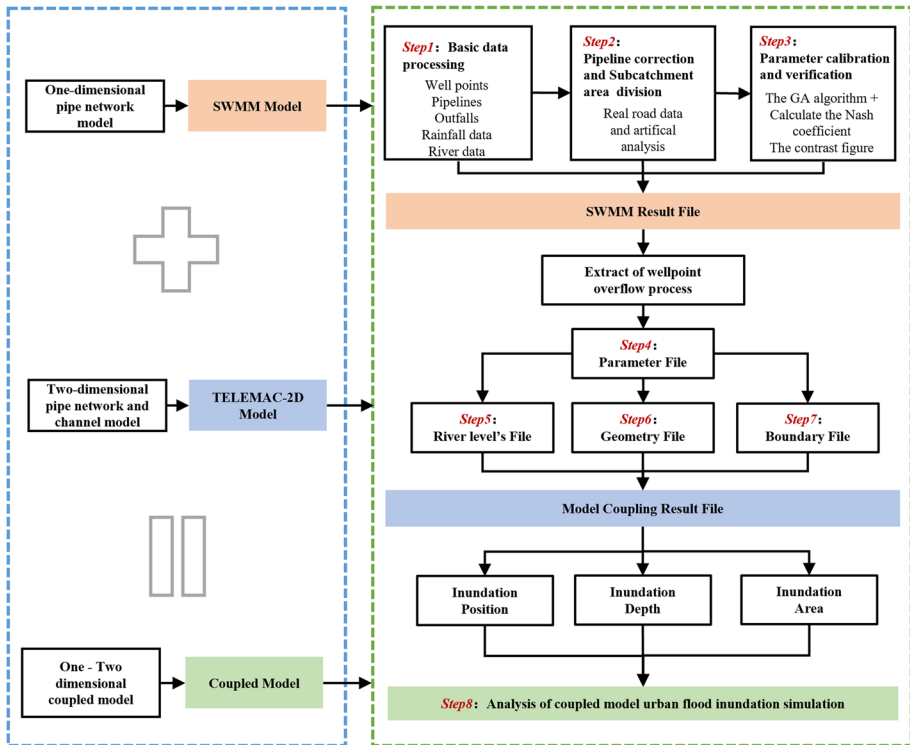 One-dimensional
pipe network
model
SWMM Model
Two-dimensional
pipe network and
channel model
TELEMAC-2D
Model
One - Two
dimensional
coupled model
Coupled Model
Step1：Basic data
processing
Well points
Pipelines
Outfalls
Rainfall data
River data
Step2：
Pipeline correction
and Subcatchment
area division
Real road data
and artifical
analysis
Step3：
Parameter calibration
and verification
The GA algorithm +
Calculate the Nash
coefficient
The contrast figure
SWMM Result File
Extract of wellpoint
overflow process
Step4：
Parameter File
Step5：
River level’s File
Step6：
Geometry File
Step7：
Boundary File
Model Coupling Result File
Inundation
Position
Inundation
Depth
Inundation
Area
Step8：Analysis of coupled model urban flood inundation simulation